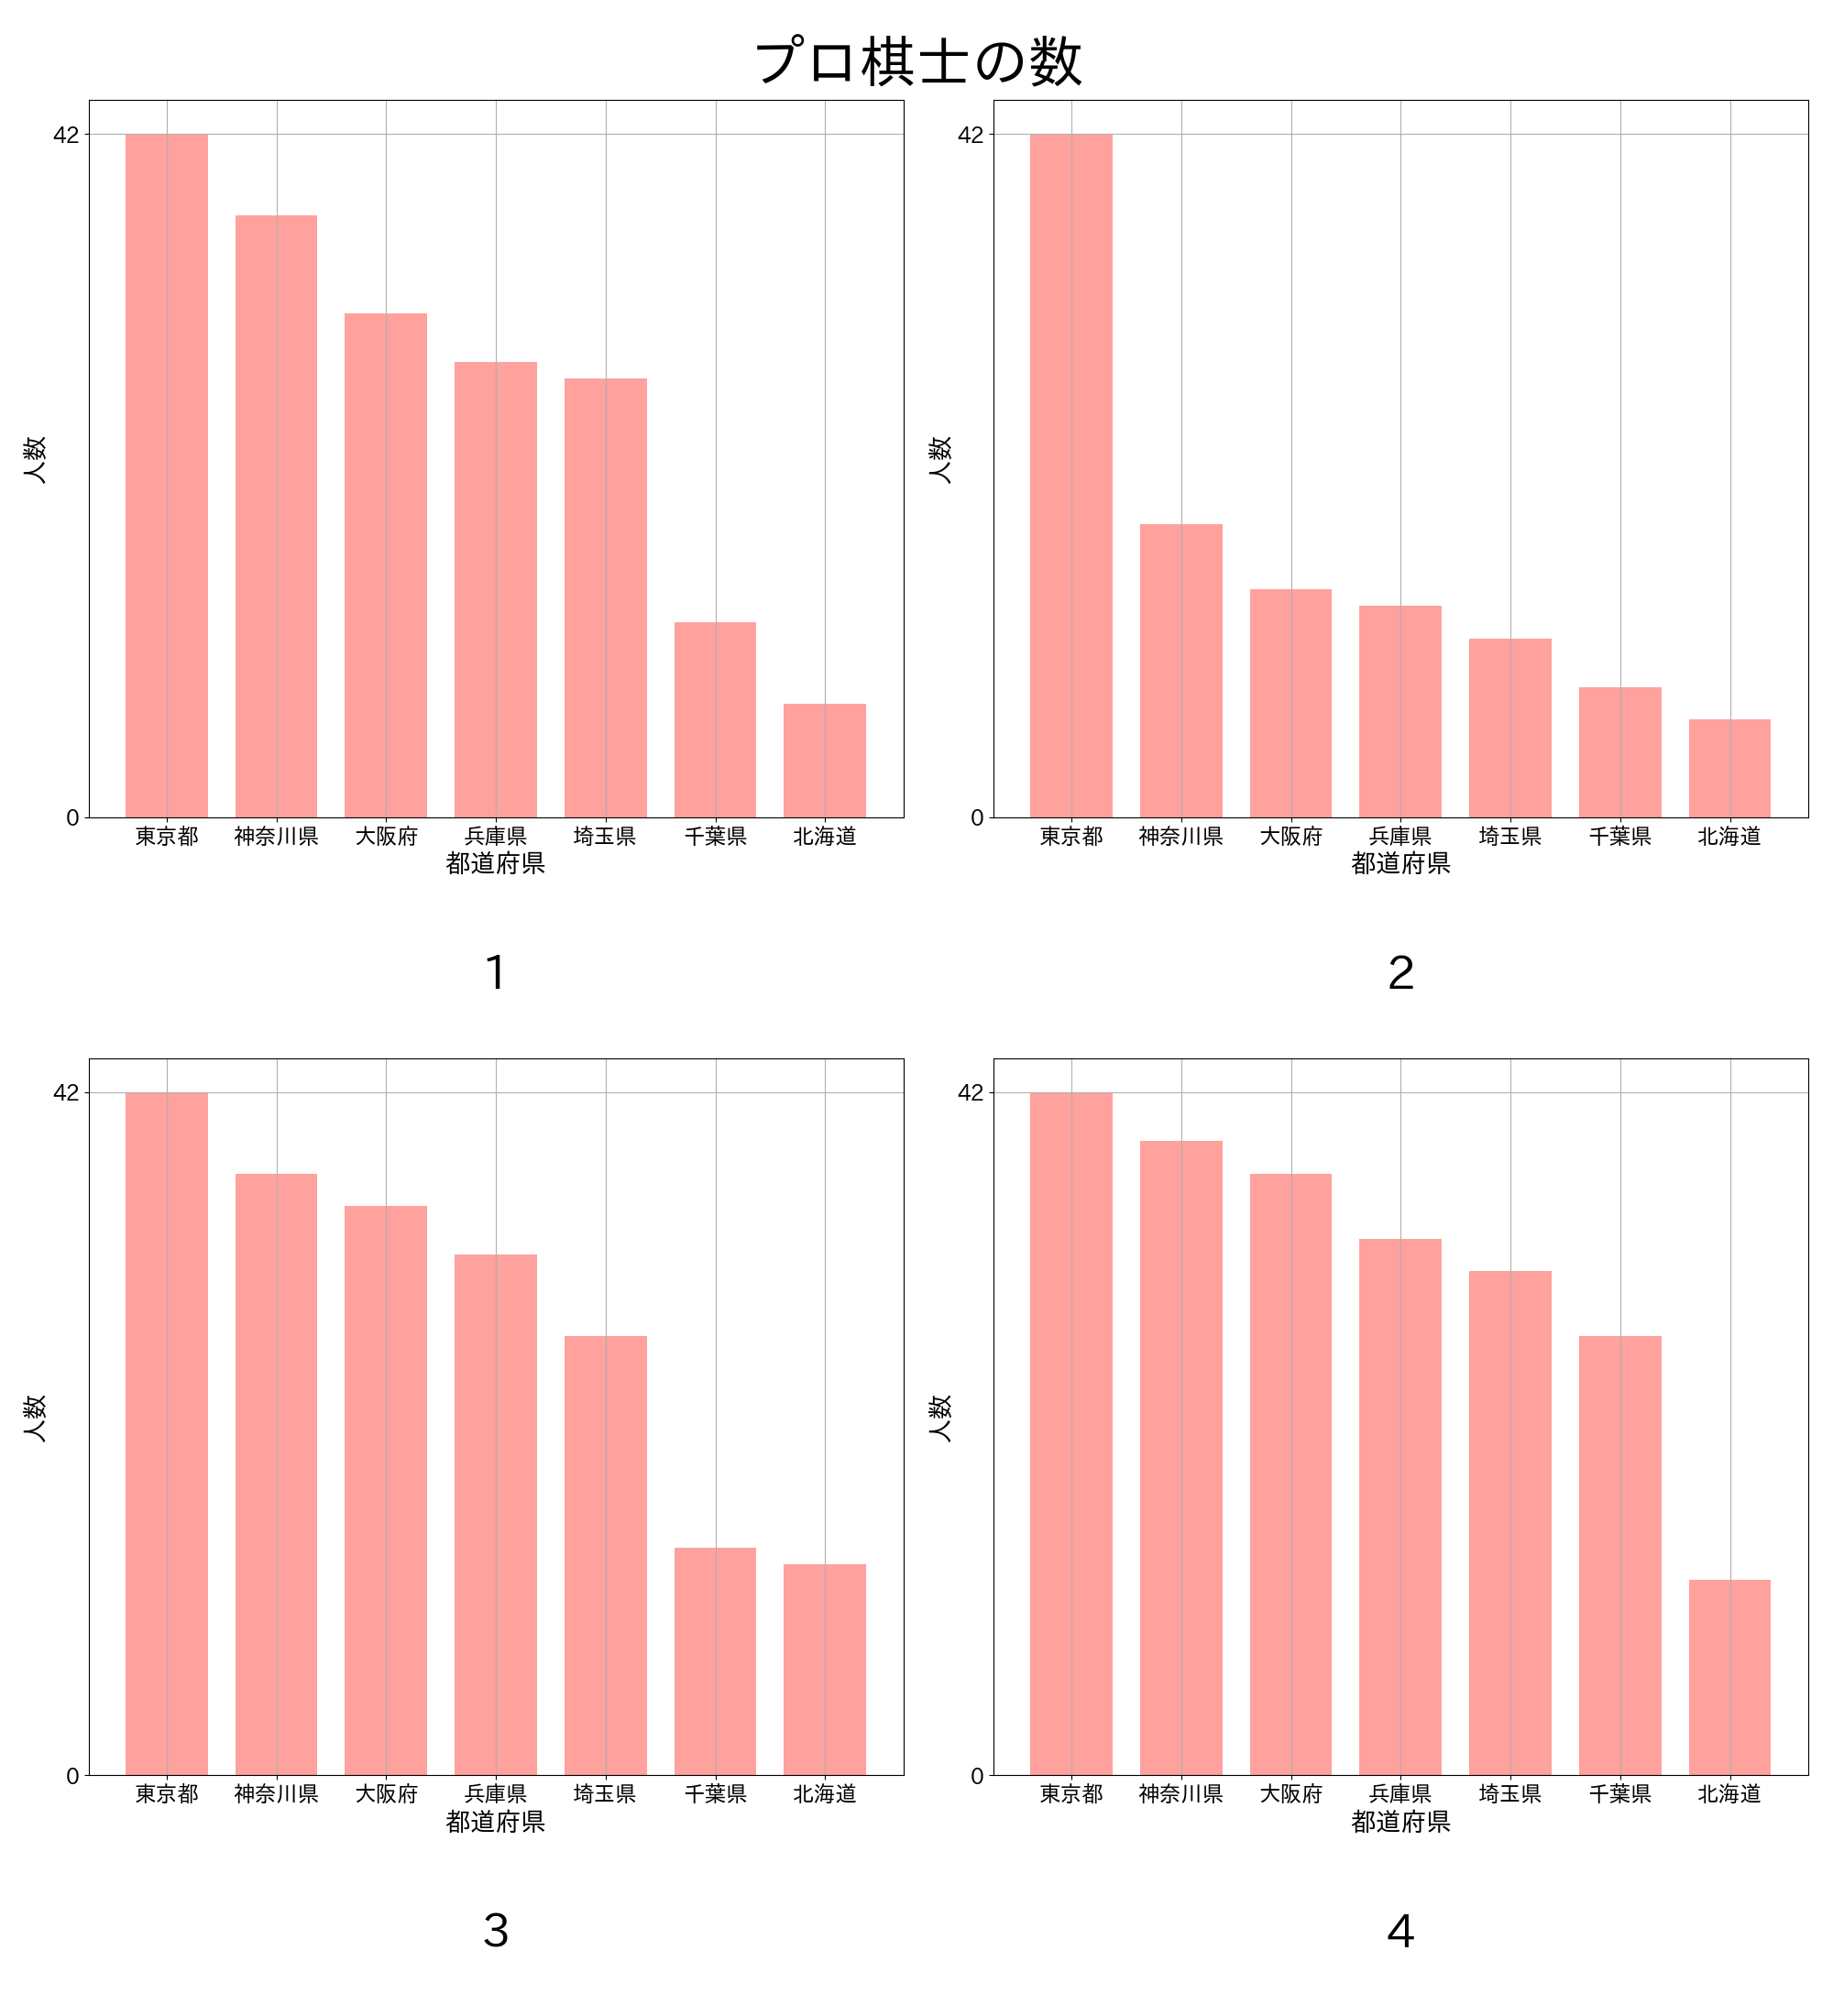 プロ棋士の数
42
0
人数
東京都 神奈川県 大阪府 兵庫県 埼玉県 千葉県 北海道
都道府県
1
42
0
人数
東京都 神奈川県 大阪府 兵庫県 埼玉県 千葉県 北海道
都道府県
2
42
0
人数
東京都 神奈川県 大阪府 兵庫県 埼玉県 千葉県 北海道
都道府県
3
42
0
人数
東京都 神奈川県 大阪府 兵庫県 埼玉県 千葉県 北海道
都道府県
4